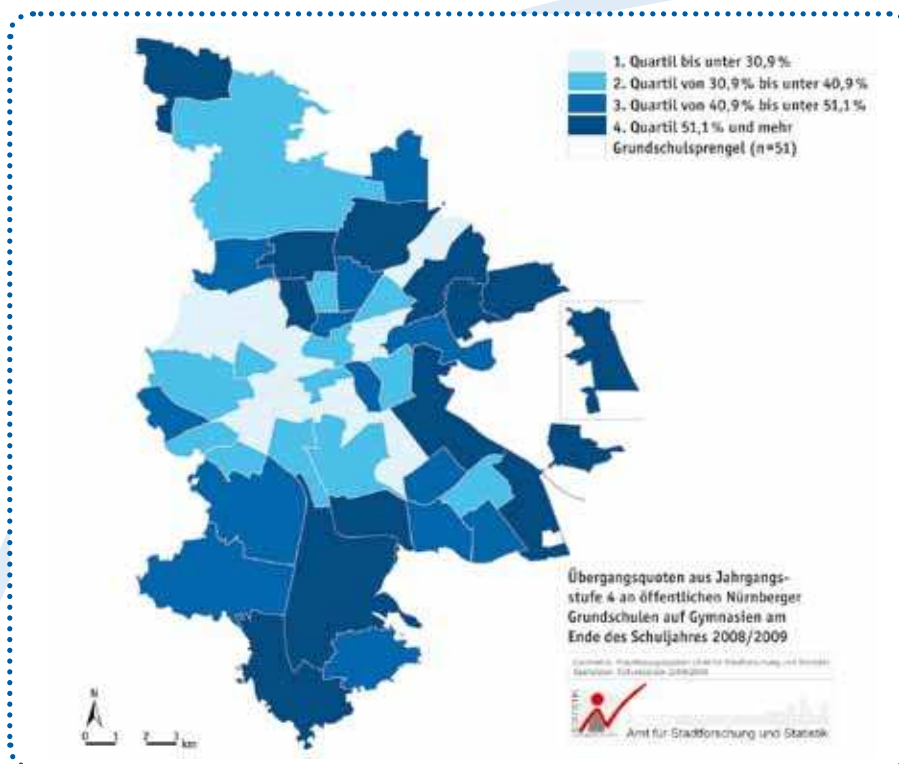 1. Quartil bis unter 30,9 %
2. Quartil von 30,9 % bis unter 40,9 %
3. Quartil von 40,9 % bis unter 51,1 %
4. Quartil 51,1 % und mehr
Grundschulsprengel (n=51)
Übergangsquoten aus Jahrgangs-
stufe 4 an öffentlichen Nürnberger
Grundschulen auf Gymnasien am
Ende des Schuljahres 2008/2009
Amt für Stadtforschung und Statistik
N
0 1 2 3 km